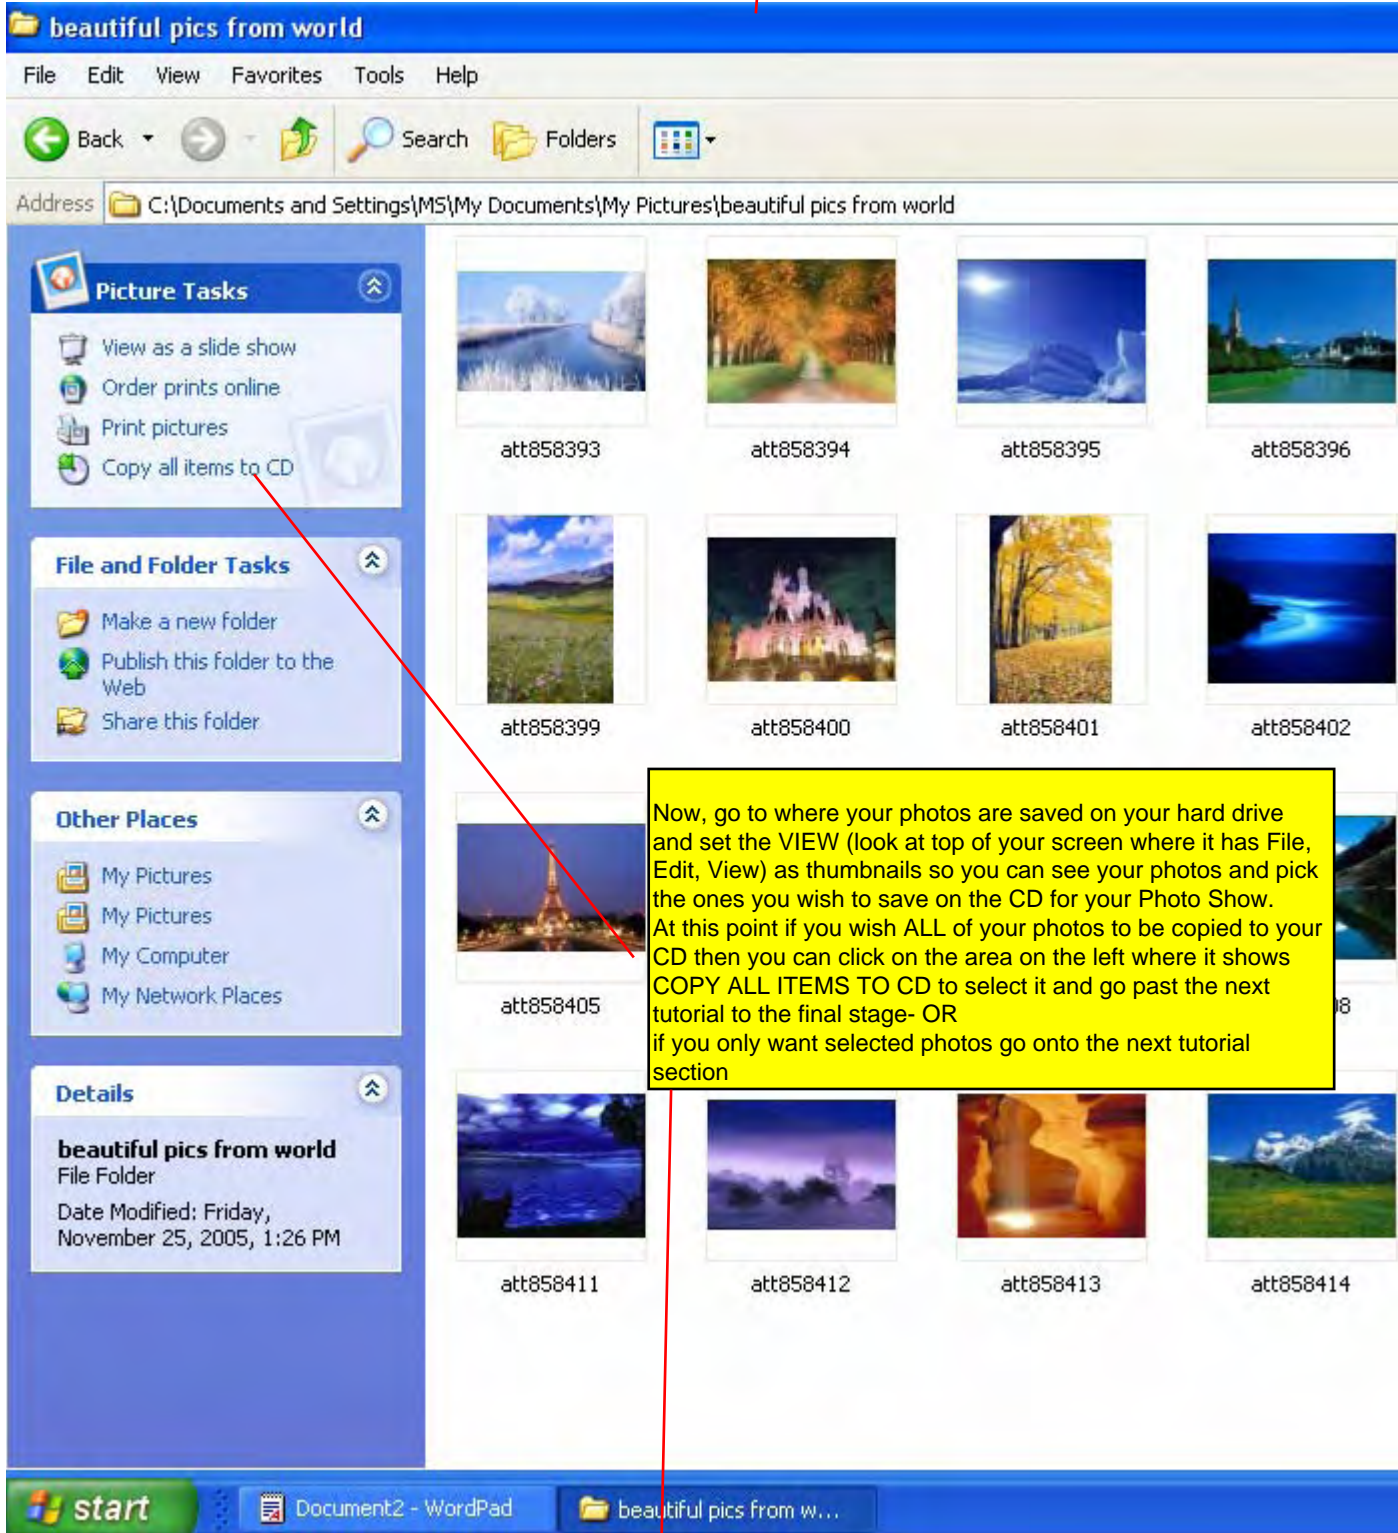 beautiful pics from world
File Edit View Favorites Tools Help
Back Search Folders
Address C:\Documents and Settings\MS\My Documents\My Pictures\beautiful pics from world
Picture Tasks
View as a slide show
Order prints online
Print pictures
Copy all items to CD
File and Folder Tasks
Make a new folder
Publish this folder to the
Web
Share this folder
Other Places
My Pictures
My Pictures
My Computer
My Network Places
Details
beautiful pics from world
File Folder
Date Modified: Friday,
November 25, 2005, 1:26 PM
att858393 att858394 att858395 att858396
att858399 att858400 att858401 att858402
Now, go to where your photos are saved on your hard drive
and set the VIEW (look at top of your screen where it has File,
Edit, View) as thumbnails so you can see your photos and pick
the ones you wish to save on the CD for your Photo Show.
At this point if you wish ALL of your photos to be copied to your
CD then you can click on the area on the left where it shows
COPY ALL ITEMS TO CD to select it and go past the next
tutorial to the final stage- OR
if you only want selected photos go onto the next tutorial
section
att858405 8
att858411 att858412 att858413 att858414
start Document2 - WordPad beautiful pics from w...